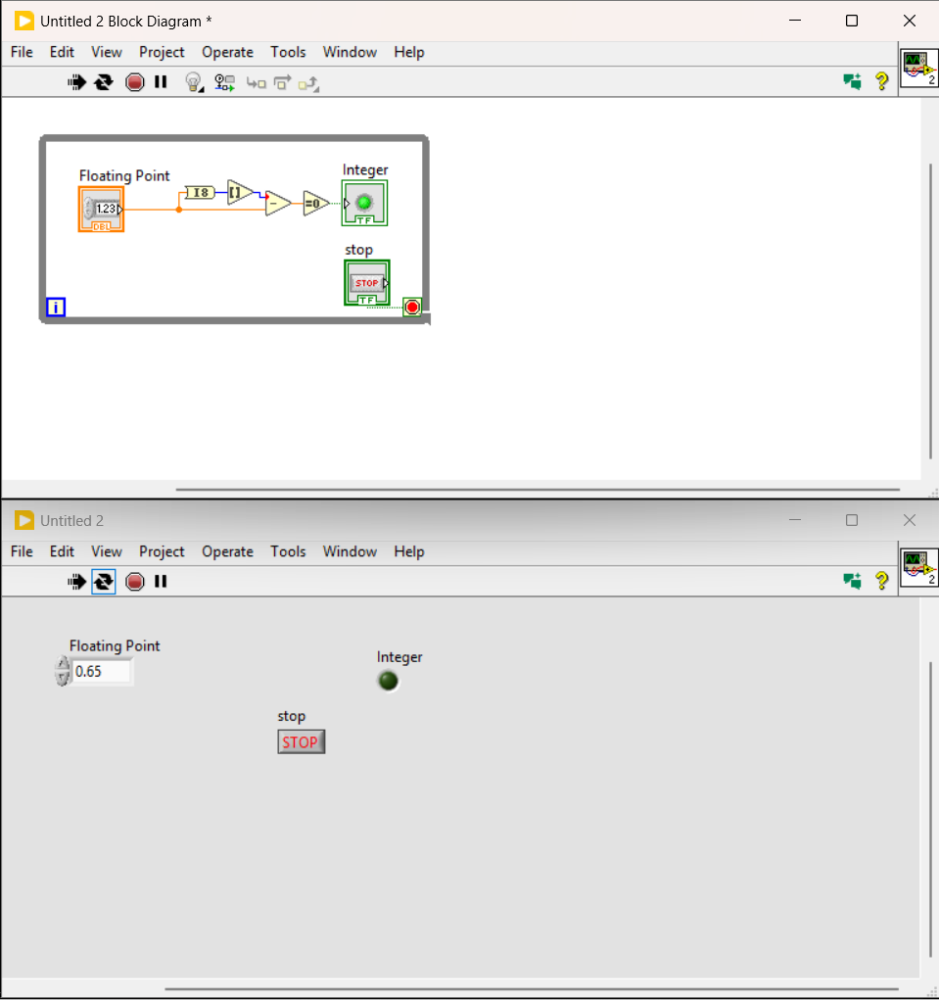 Untitled 2 Block Diagram *
File Edit View Project Operate Tools Window Help
2
Floating Point
1.23
DBL
I8
[]
-
=0
Integer
TF
stop
STOP
TF
i
Untitled 2
File Edit View Project Operate Tools Window Help
2
Floating Point
0.65
Integer
stop
STOP